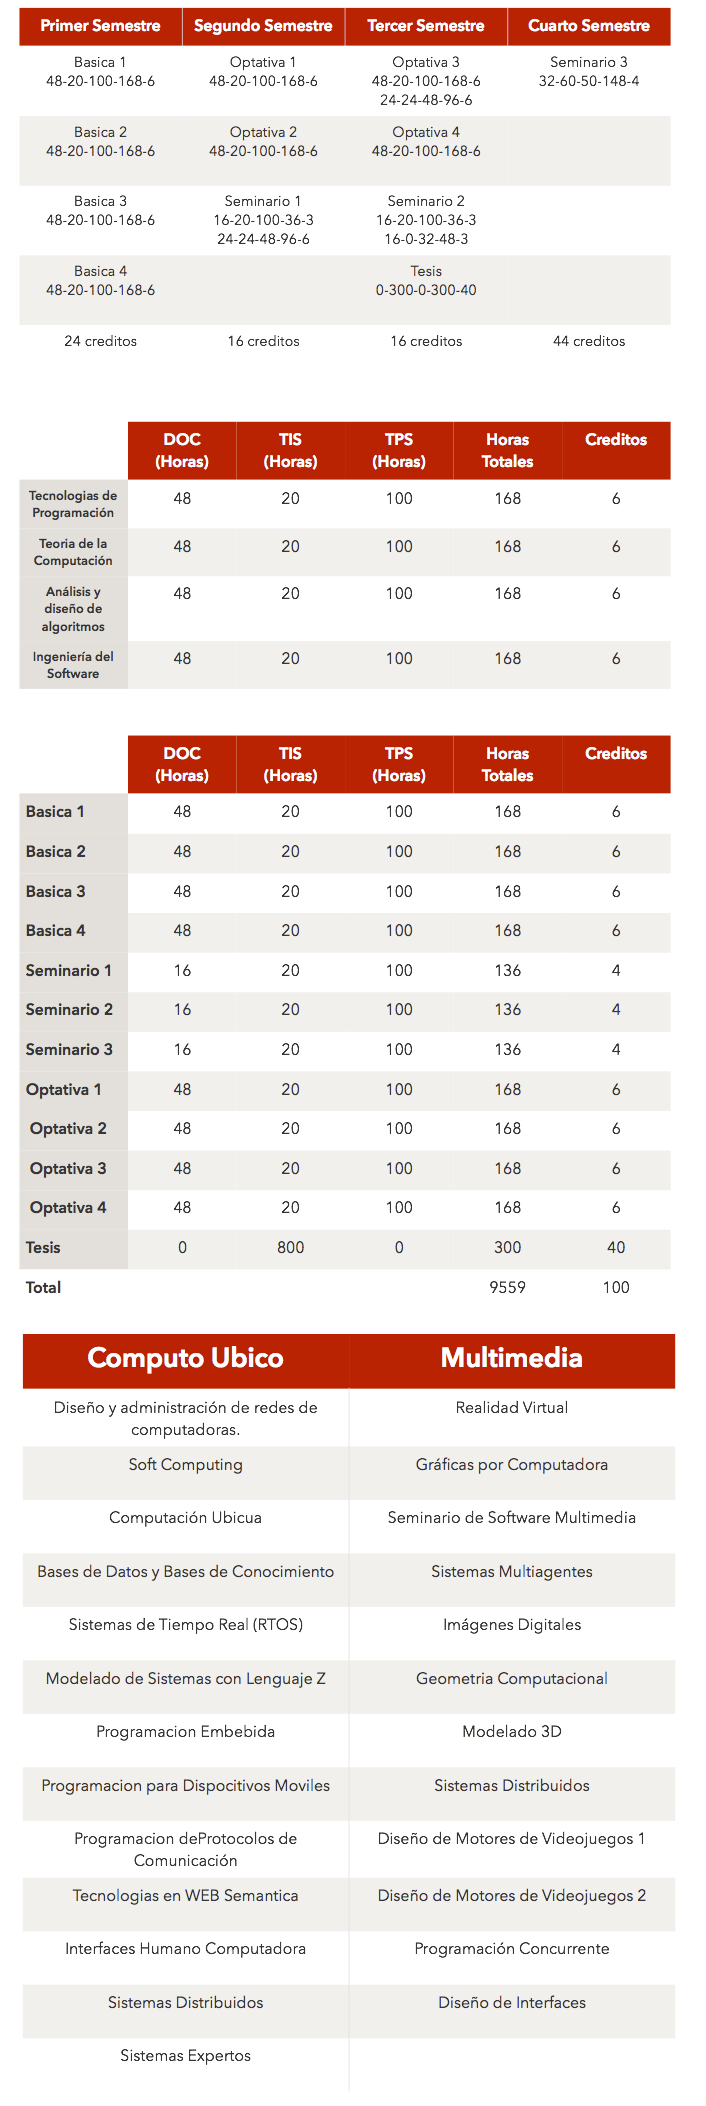 Primer Semestre Segundo Semestre Tercer Semestre Cuarto Semestre
Basica 1 Optativa 1 Optativa 3 Seminario 3
48-20-100-168-6 48-20-100-168-6 48-20-100-168-6 32-60-50-148-4
24-24-48-96-6
Basica 2 Optativa 2 Optativa 4
48-20-100-168-6 48-20-100-168-6 48-20-100-168-6
Basica 3 Seminario 1 Seminario 2
48-20-100-168-6 16-20-100-36-3 16-20-100-36-3
24-24-48-96-6 16-0-32-48-3
Basica 4 Tesis
48-20-100-168-6 0-300-0-300-40
24 creditos 16 creditos 16 creditos 44 creditos
DOC TIS TPS Horas Creditos
(Horas) (Horas) (Horas) Totales
Tecnologias de 48 20 100 168 6
Programación
Teoria de la 48 20 100 168 6
Computación
Análisis y 48 20 100 168 6
diseño de
algoritmos
Ingeniería del 48 20 100 168 6
Software
DOC TIS TPS Horas Creditos
(Horas) (Horas) (Horas) Totales
Basica 1 48 20 100 168 6
Basica 2 48 20 100 168 6
Basica 3 48 20 100 168 6
Basica 4 48 20 100 168 6
Seminario 1 16 20 100 136 4
Seminario 2 16 20 100 136 4
Seminario 3 16 20 100 136 4
Optativa 1 48 20 100 168 6
Optativa 2 48 20 100 168 6
Optativa 3 48 20 100 168 6
Optativa 4 48 20 100 168 6
Tesis 0 800 0 300 40
Total 9559 100
Computo Ubico Multimedia
Diseño y administración de redes de Realidad Virtual
computadoras.
Soft Computing Gráficas por Computadora
Computación Ubicua Seminario de Software Multimedia
Bases de Datos y Bases de Conocimiento Sistemas Multiagentes
Sistemas de Tiempo Real (RTOS) Imágenes Digitales
Modelado de Sistemas con Lenguaje Z Geometria Computacional
Programacion Embebida Modelado 3D
Programacion para Dispocitivos Moviles Sistemas Distribuidos
Programacion deProtocolos de Diseño de Motores de Videojuegos 1
Comunicación
Tecnologias en WEB Semantica Diseño de Motores de Videojuegos 2
Interfaces Humano Computadora Programación Concurrente
Sistemas Distribuidos Diseño de Interfaces
Sistemas Expertos